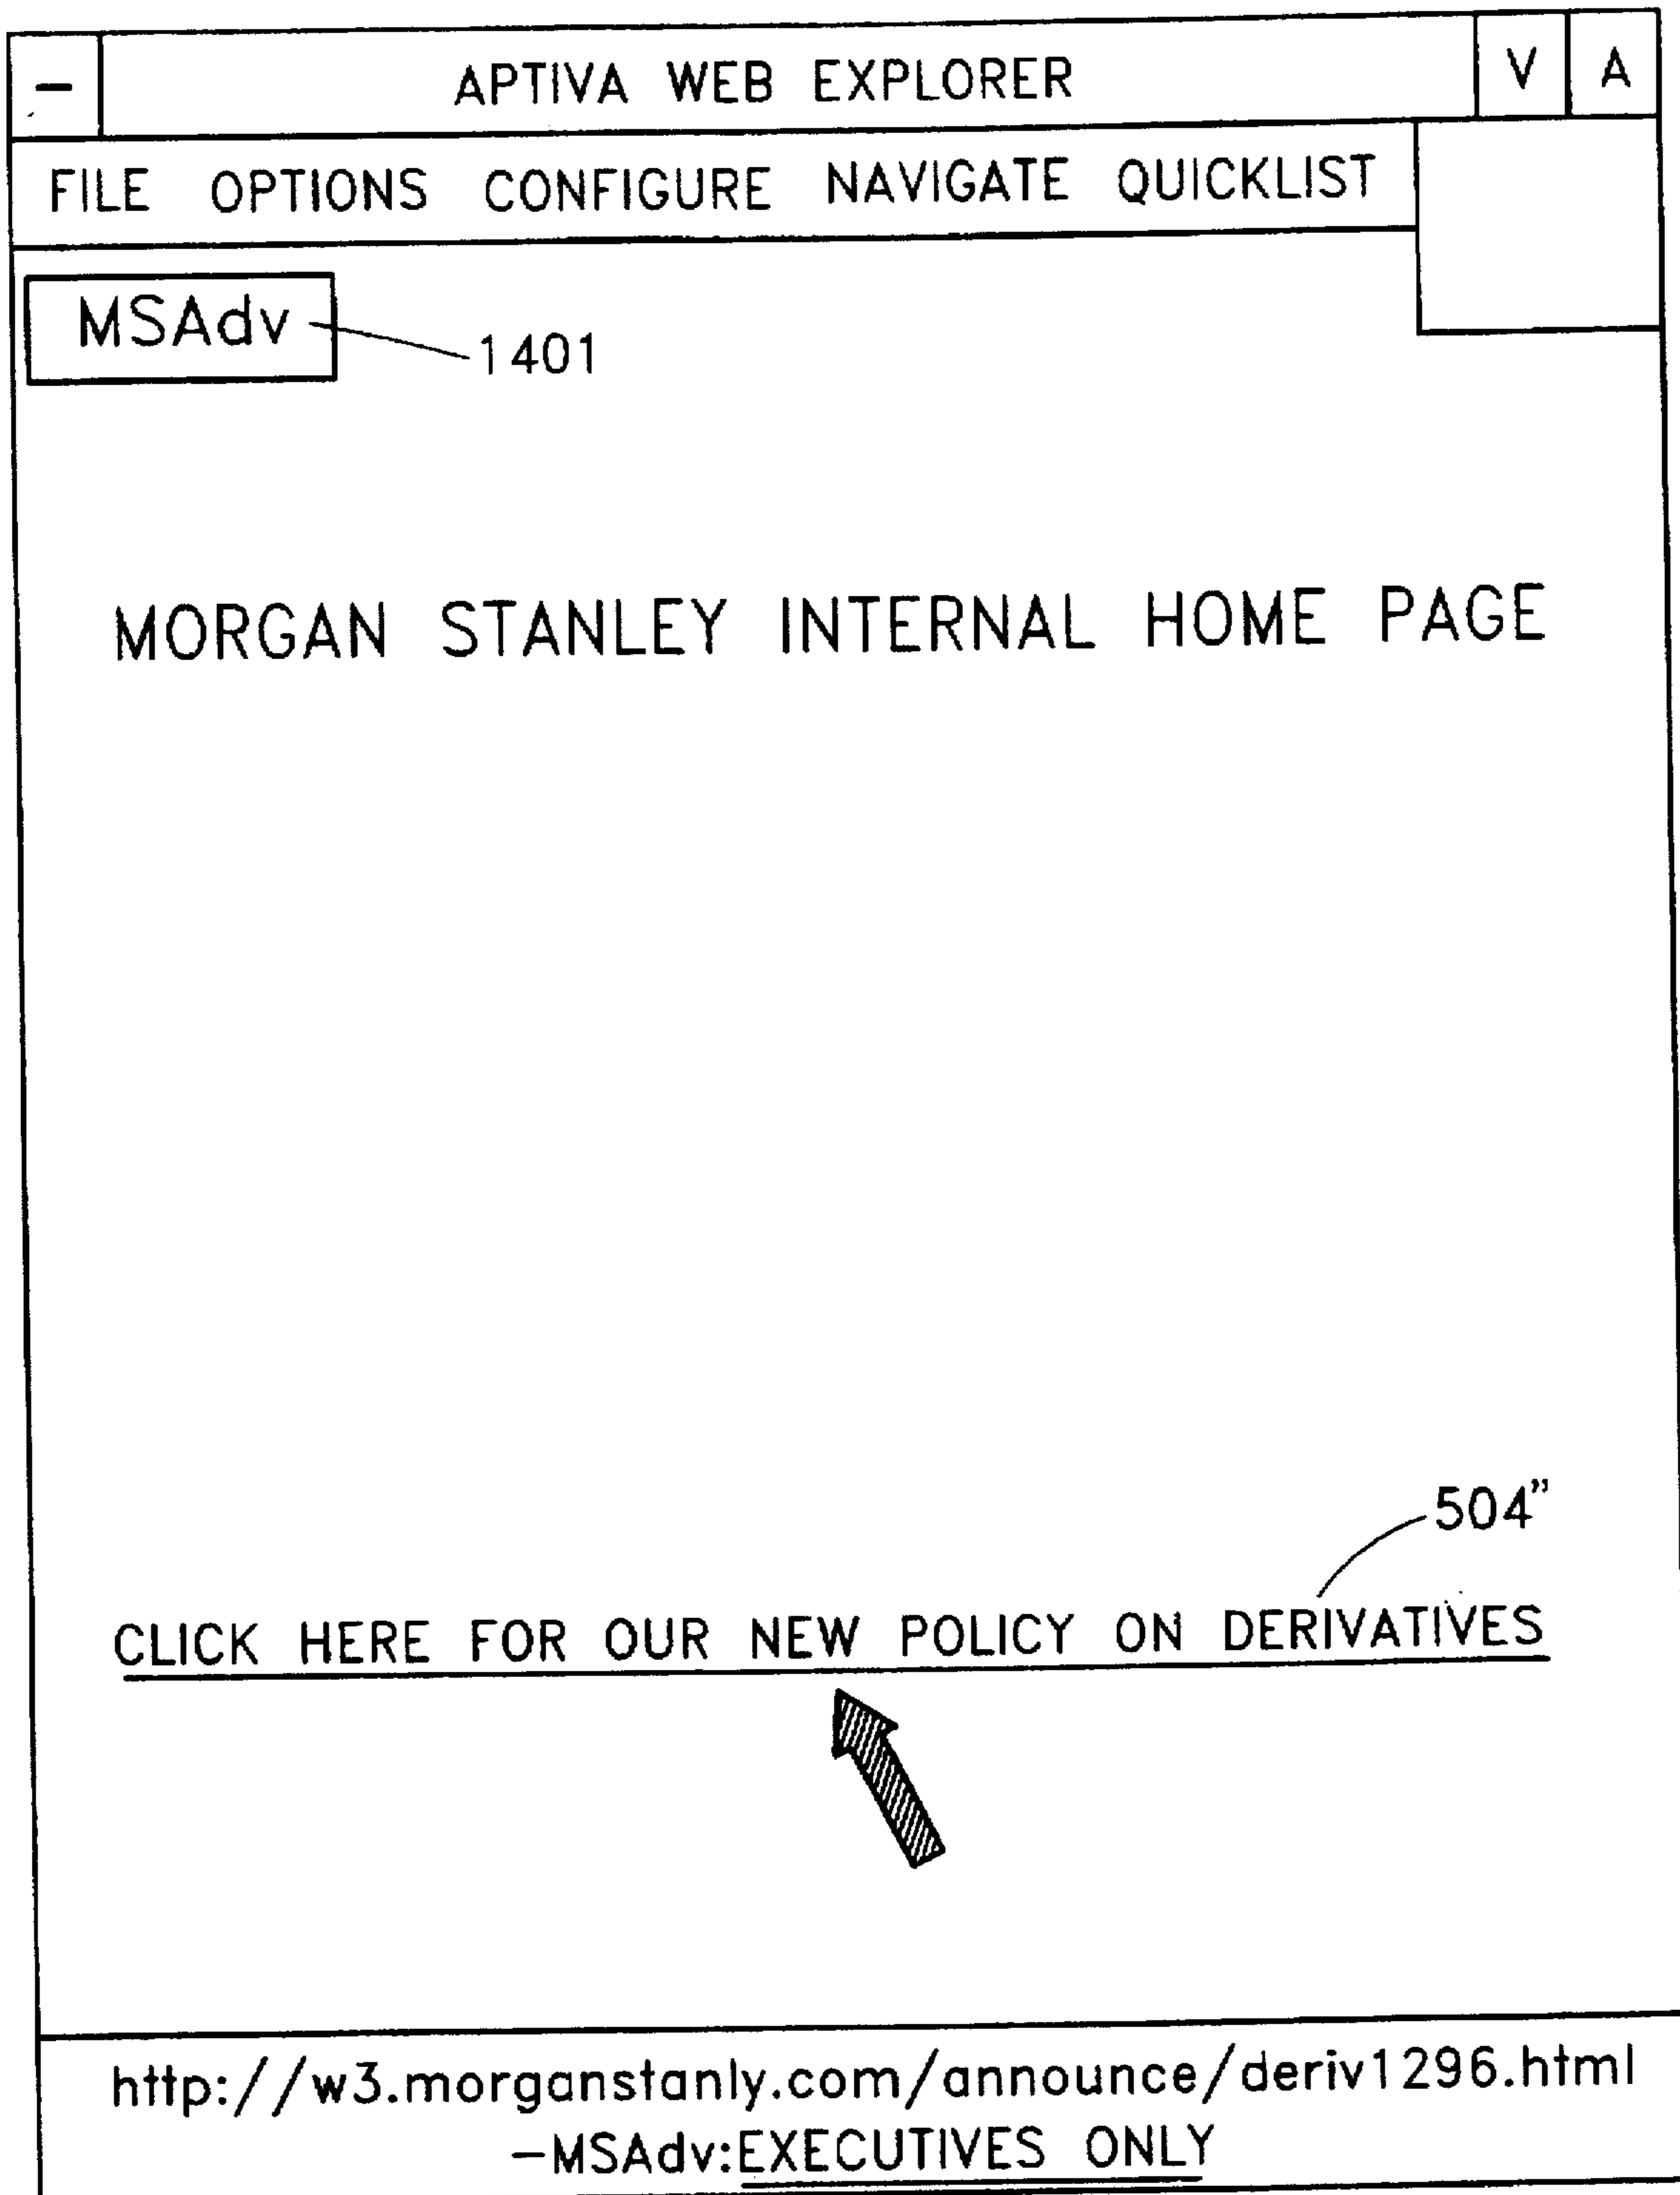 - APTIVA WEB EXPLORER V A
FILE OPTIONS CONFIGURE NAVIGATE QUICKLIST
MSAdv
1401
MORGAN STANLEY INTERNAL HOME PAGE
504"
CLICK HERE FOR OUR NEW POLICY ON DERIVATIVES
http://w3.morganstanly.com/announce/deriv1296.html
-MSAdv:EXECUTIVES ONLY